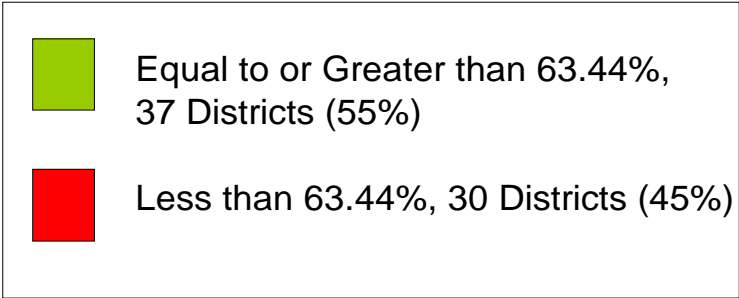 Equal to or Greater than 63.44%,
37 Districts (55%)
Less than 63.44%, 30 Districts (45%)